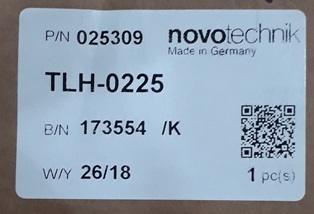 P/N 025309 novotechnik
Made in Germany
TLH-0225
B/N 173554 /K
W/Y 26/18 1 pc(s)